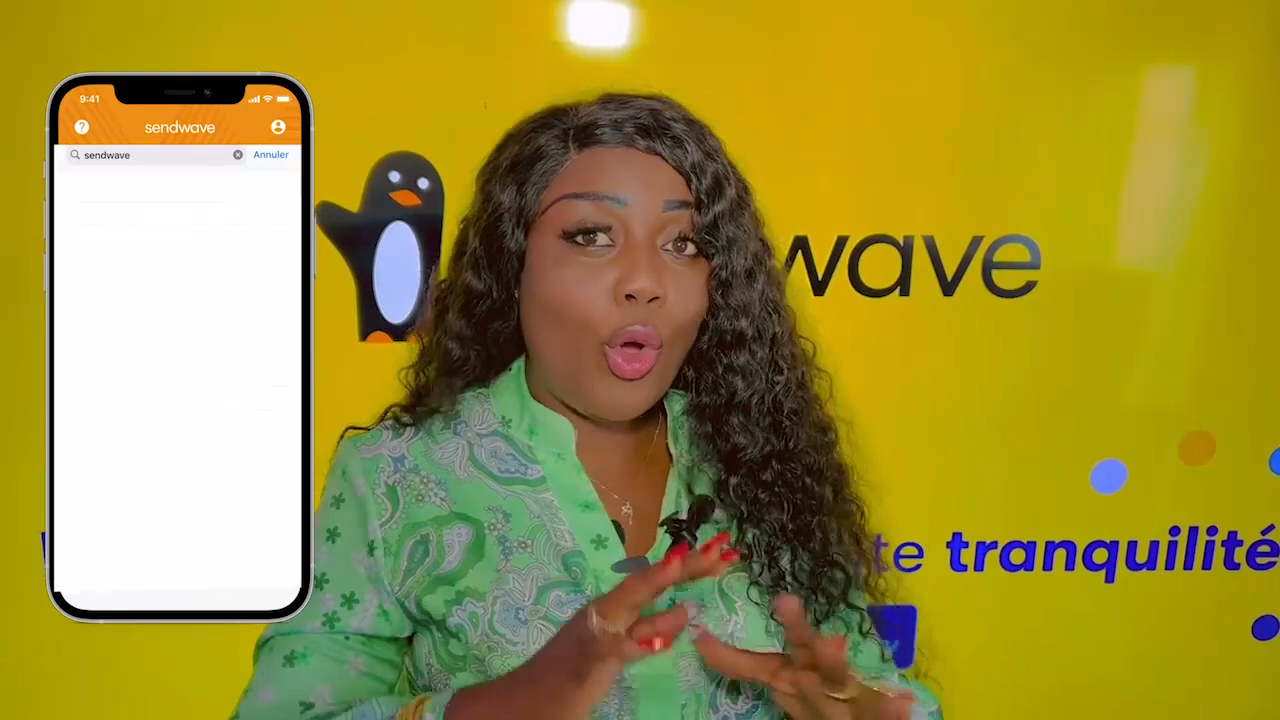 9:41
sendwave
sendwave
Annuler
wave
te tranquilité